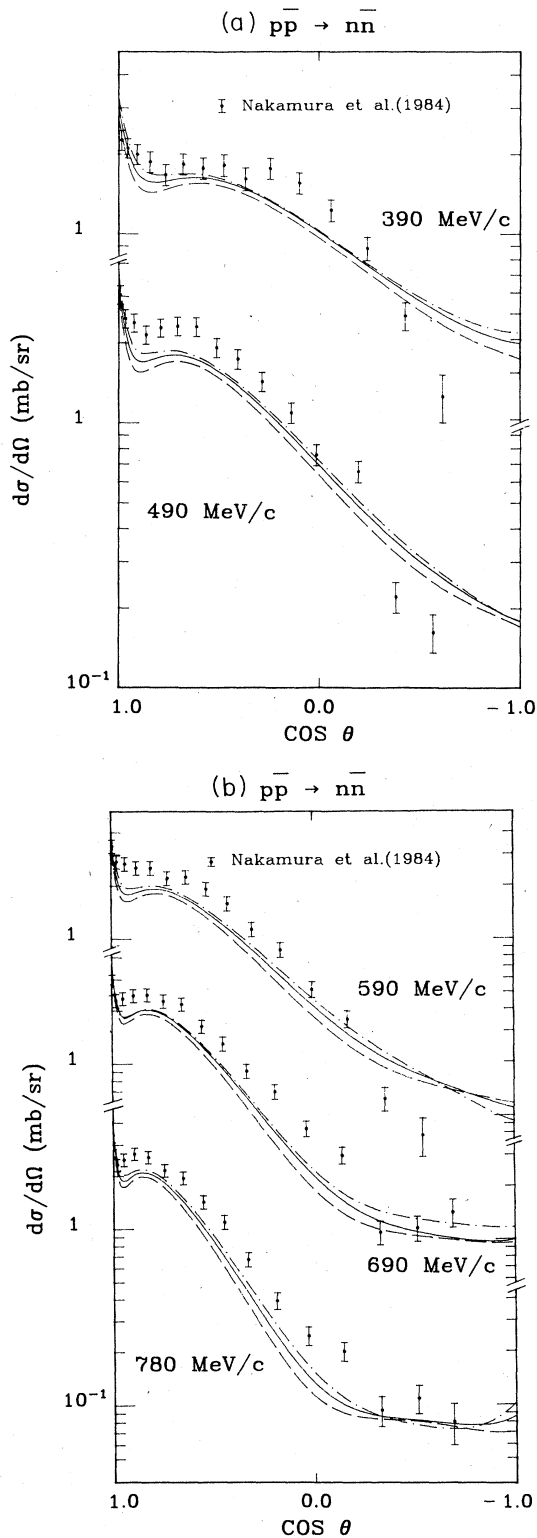 (a) pp̅ → nn̅
Nakamura et al.(1984)
390 MeV/c
1
1
490 MeV/c
10⁻¹
1.0 0.0 - 1.0
COS θ
dσ/dΩ (mb/sr)
(b) pp̅ → nn̅
Nakamura et al.(1984)
1
590 MeV/c
1
1
690 MeV/c
780 MeV/c
10⁻¹
1.0 0.0 -1.0
COS θ
dσ/dΩ (mb/sr)